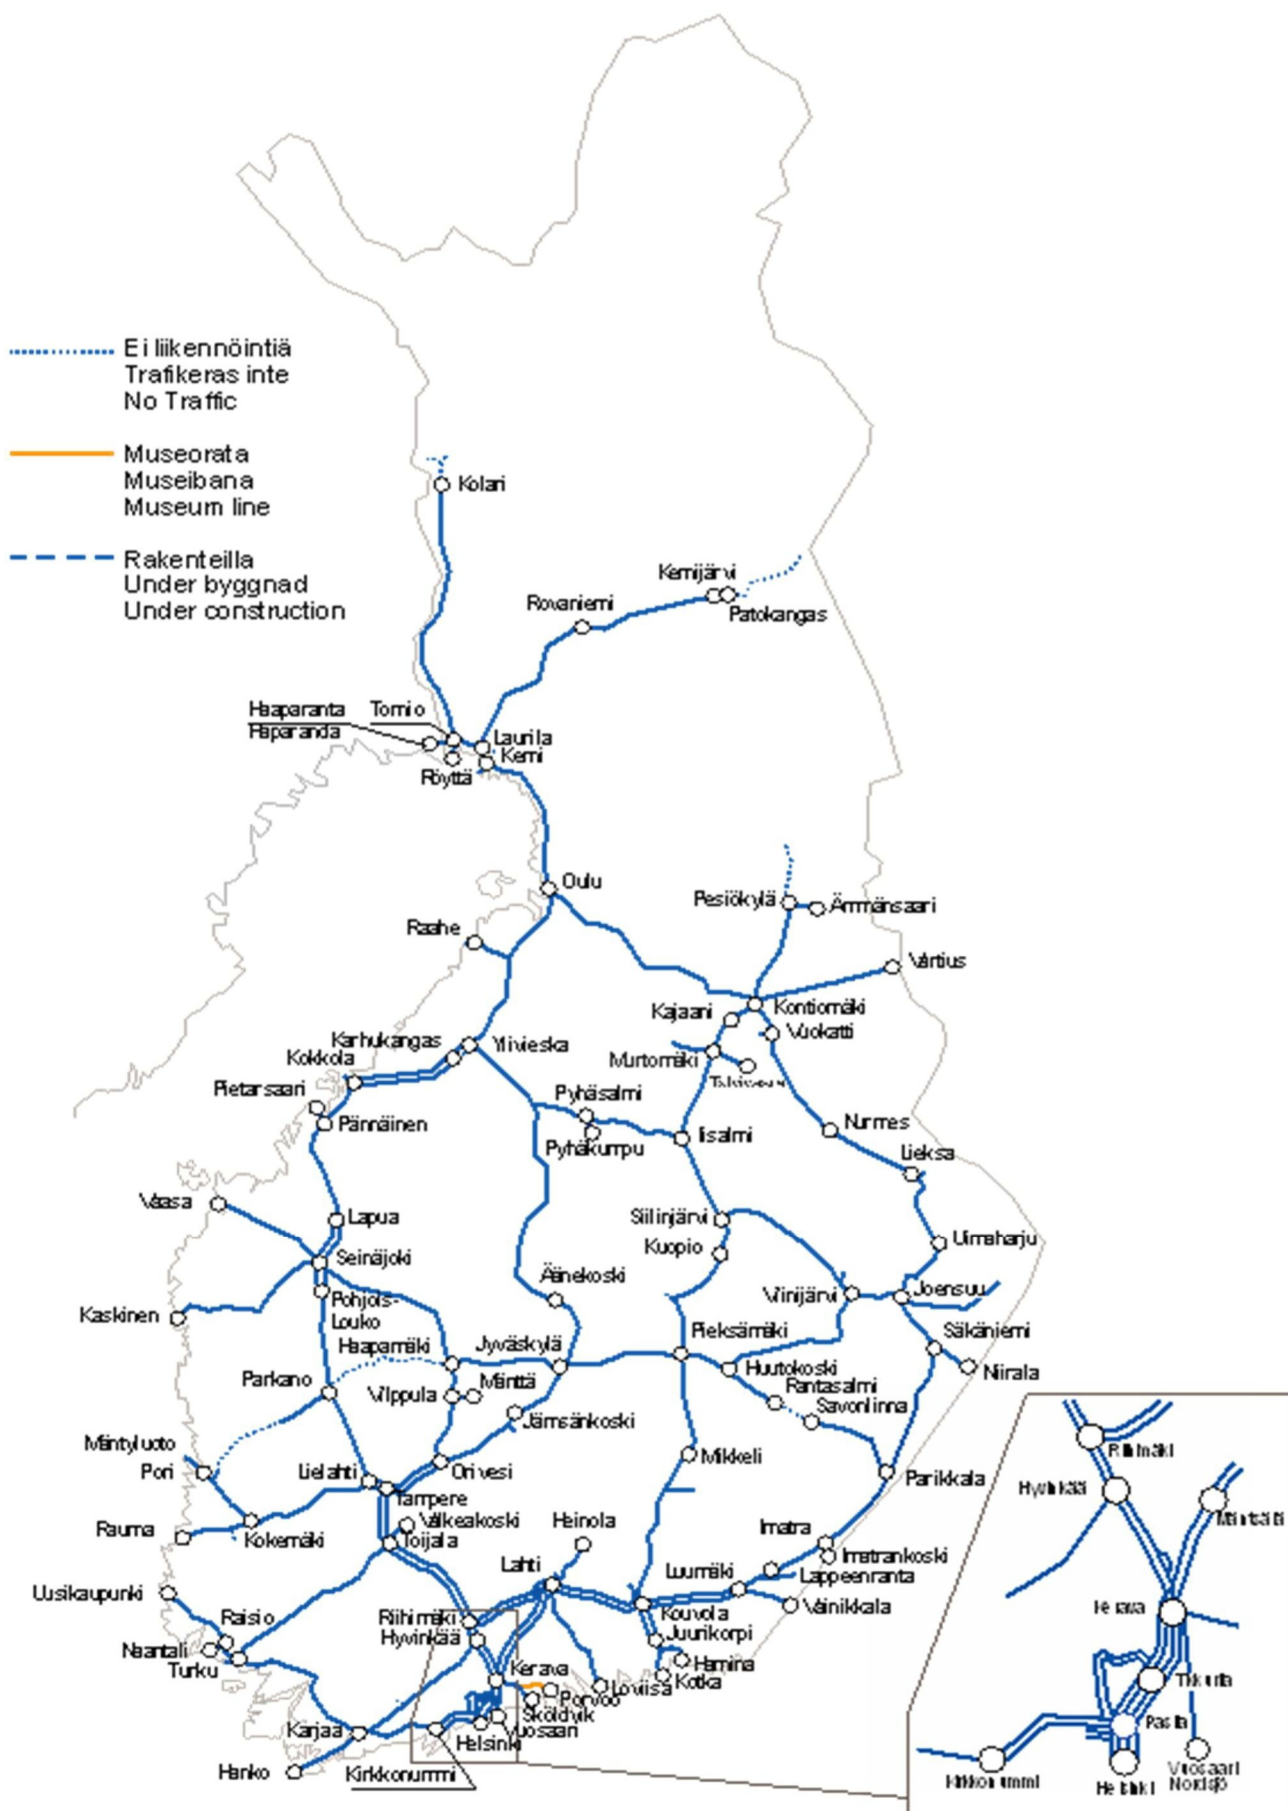 Ei liikennöintiä
Trafikeras inte
No Traffic
Museorata
Museibana
Museum line
Rakenteilla
Under byggnad
Under construction
Kolari
Kemijärvi
Rovaniemi
Patokangas
Haaparanta
Tornio
Haparanda
Laurila
Kemi
Röyttä
Oulu
Pesiökylä
Ämmänsaari
Raahe
Vartius
Kajaani
Kontiomäki
Vuokatti
Karhukangas
Ylivieska
Murtomäki
Talvivaara
Kokkola
Pietarsaari
Pännäinen
Pyhäsalmi
Pyhäkumpu
Iisalmi
Nurmes
Lieksa
Vaasa
Lapua
Siilinjärvi
Kuopio
Uimaharju
Seinäjoki
Äänekoski
Pohjois-
Louko
Viinijärvi
Joensuu
Kaskinen
Haapamäki
Jyväskylä
Pieksämäki
Säkäniemi
Huutokoski
Niirala
Parkano
Vilppula
Mänttä
Rantasalmi
Savonlinna
Jämsänkoski
Mäntyluoto
Pori
Lielahti
Orivesi
Mikkeli
Parikkala
Tampere
Valkeakoski
Heinola
Rauma
Kokemäki
Toijala
Imatra
Imatrankoski
Lahti
Luumäki
Lappeenranta
Uusikaupunki
Vainikkala
Raisio
Riihimäki
Kouvola
Hyvinkää
Juurikorpi
Naantali
Turku
Kerava
Hamina
Kotka
Loviisa
Porvoo
Sköldvik
Vuosaari
Karjaa
Helsinki
Hanko
Kirkkonummi
Riihimäki
Hyvinkää
Mäntsälä
Kerava
Tikkurila
Pasila
Kirkkonummi
Helsinki
Vuosaari
Nordsjö